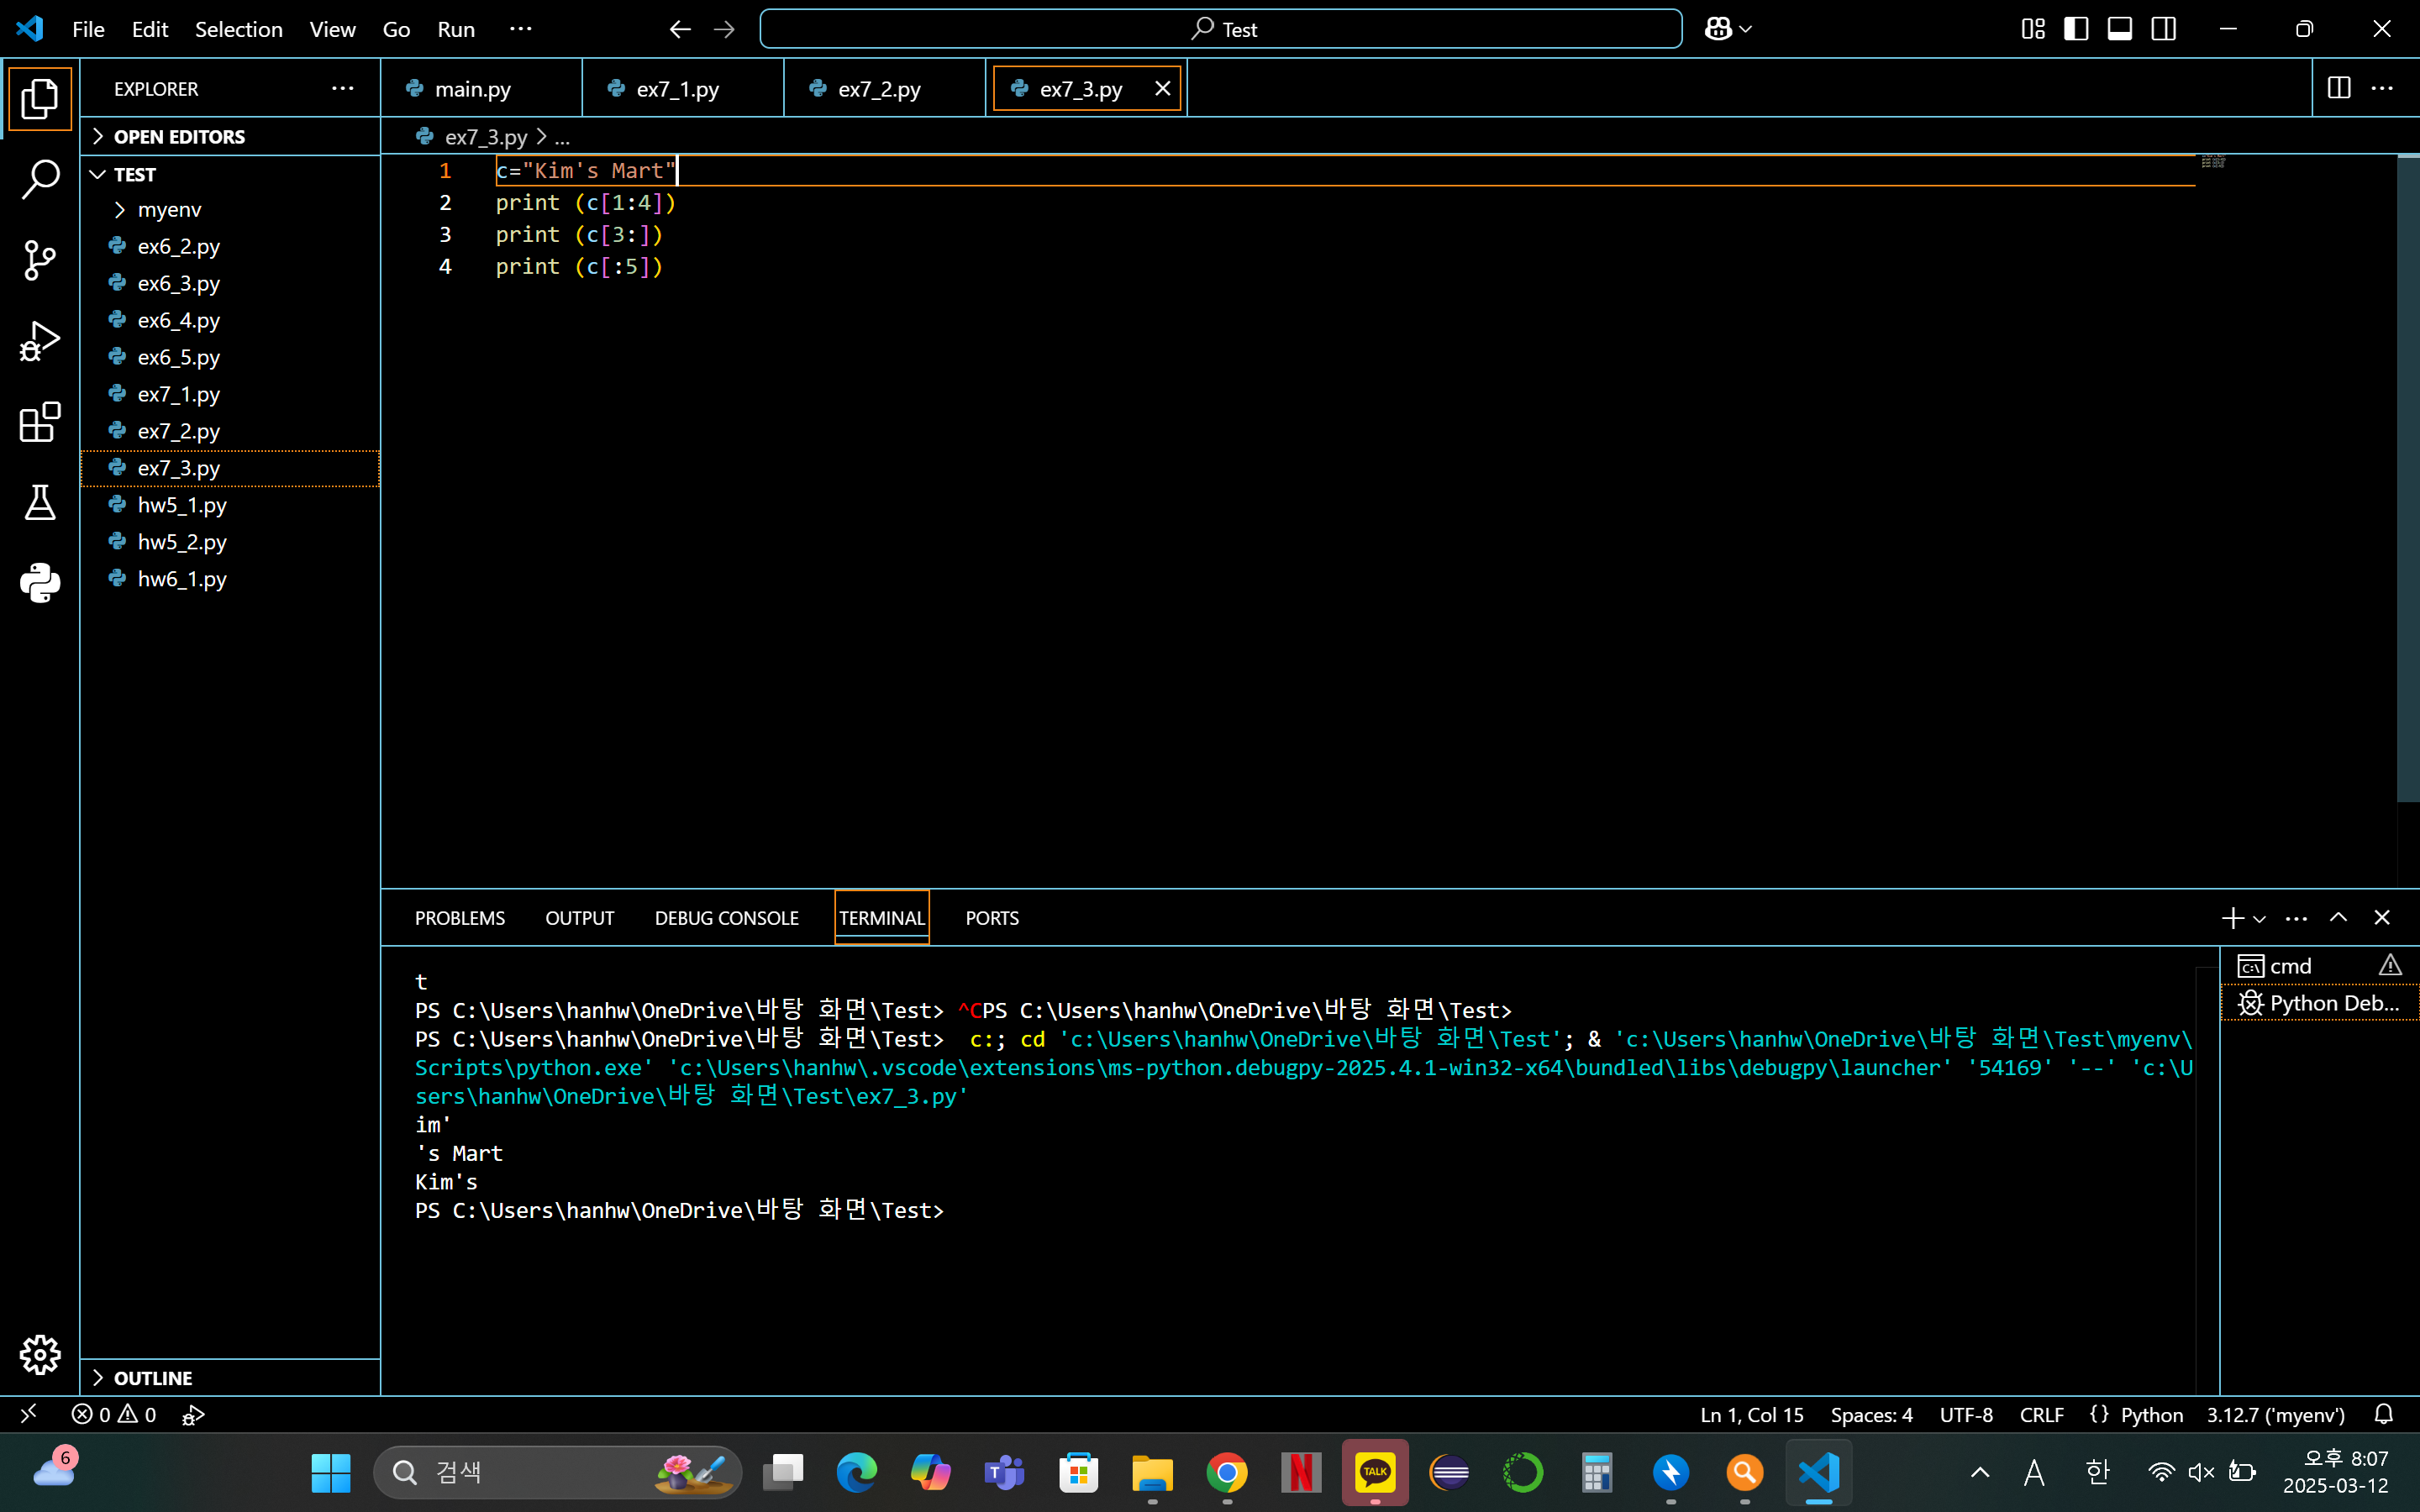 File Edit Selection View Go Run ··· Test
EXPLORER ···
main.py ex7_1.py ex7_2.py ex7_3.py
OPEN EDITORS
ex7_3.py > ...
TEST
myenv
ex6_2.py
ex6_3.py
ex6_4.py
ex6_5.py
ex7_1.py
ex7_2.py
ex7_3.py
hw5_1.py
hw5_2.py
hw6_1.py
OUTLINE
1 c="Kim's Mart"
2 print (c[1:4])
3 print (c[3:])
4 print (c[:5])
PROBLEMS OUTPUT DEBUG CONSOLE TERMINAL PORTS
t
PS C:\Users\hanhw\OneDrive\바탕 화면\Test> ^CPS C:\Users\hanhw\OneDrive\바탕 화면\Test>
PS C:\Users\hanhw\OneDrive\바탕 화면\Test>  c:; cd 'c:\Users\hanhw\OneDrive\바탕 화면\Test'; & 'c:\Users\hanhw\OneDrive\바탕 화면\Test\myenv\
Scripts\python.exe' 'c:\Users\hanhw\.vscode\extensions\ms-python.debugpy-2025.4.1-win32-x64\bundled\libs\debugpy\launcher' '54169' '--' 'c:\U
sers\hanhw\OneDrive\바탕 화면\Test\ex7_3.py'
im'
's Mart
Kim's
PS C:\Users\hanhw\OneDrive\바탕 화면\Test>
cmd
Python Deb...
0 0 Ln 1, Col 15 Spaces: 4 UTF-8 CRLF {} Python 3.12.7 ('myenv')
6 검색 T TALK A 한 오후 8:07
2025-03-12